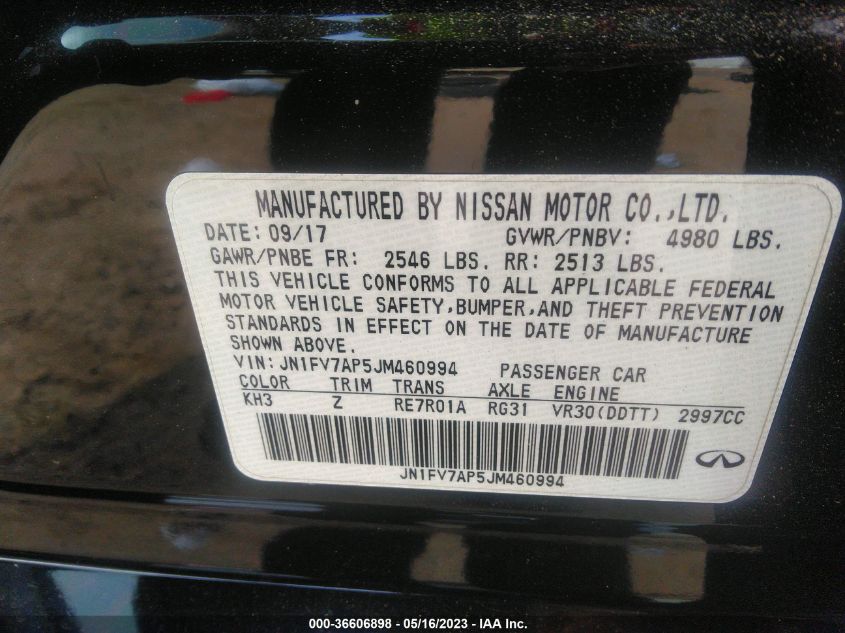 MANUFACTURED BY NISSAN MOTOR CO.,LTD.
DATE: 09/17 GVWR/PNBV: 4980 LBS.
GAWR/PNBE FR: 2546 LBS. RR: 2513 LBS.
THIS VEHICLE CONFORMS TO ALL APPLICABLE FEDERAL
MOTOR VEHICLE SAFETY,BUMPER,AND THEFT PREVENTION
STANDARDS IN EFFECT ON THE DATE OF MANUFACTURE
SHOWN ABOVE.
VIN: JN1FV7AP5JM460994 PASSENGER CAR
COLOR TRIM TRANS AXLE ENGINE
KH3 Z RE7R01A RG31 VR30(DDTT) 2997CC
JN1FV7AP5JM460994
000-36606898 - 05/16/2023 - IAA Inc.